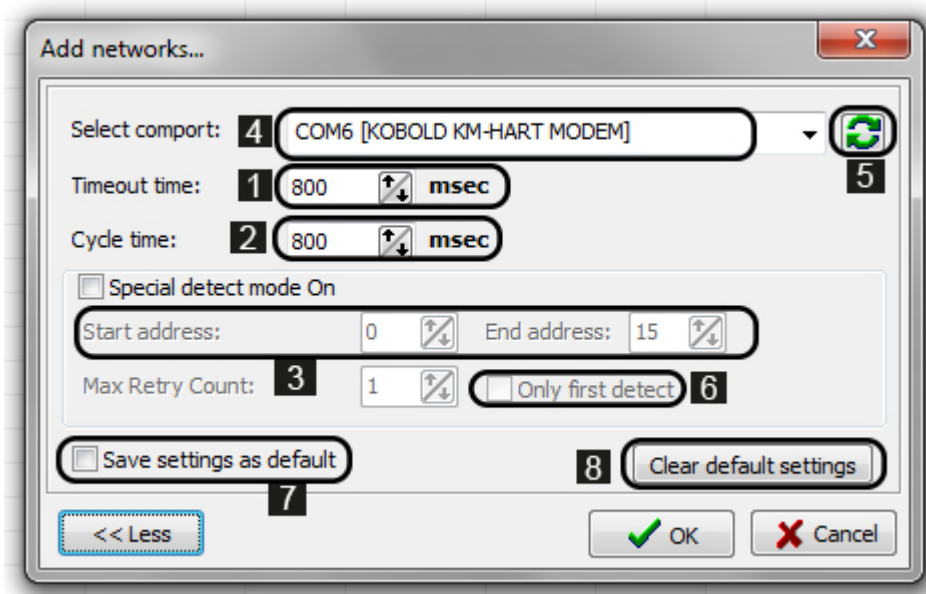 Add networks...
Select comport: 4 COM6 [KOBOLD KM-HART MODEM]
5
Timeout time: 1 800 msec
Cycle time: 2 800 msec
Special detect mode On
Start address: 0 End address: 15
3
Max Retry Count: 1 Only first detect 6
Save settings as default
7
8 Clear default settings
<< Less OK Cancel